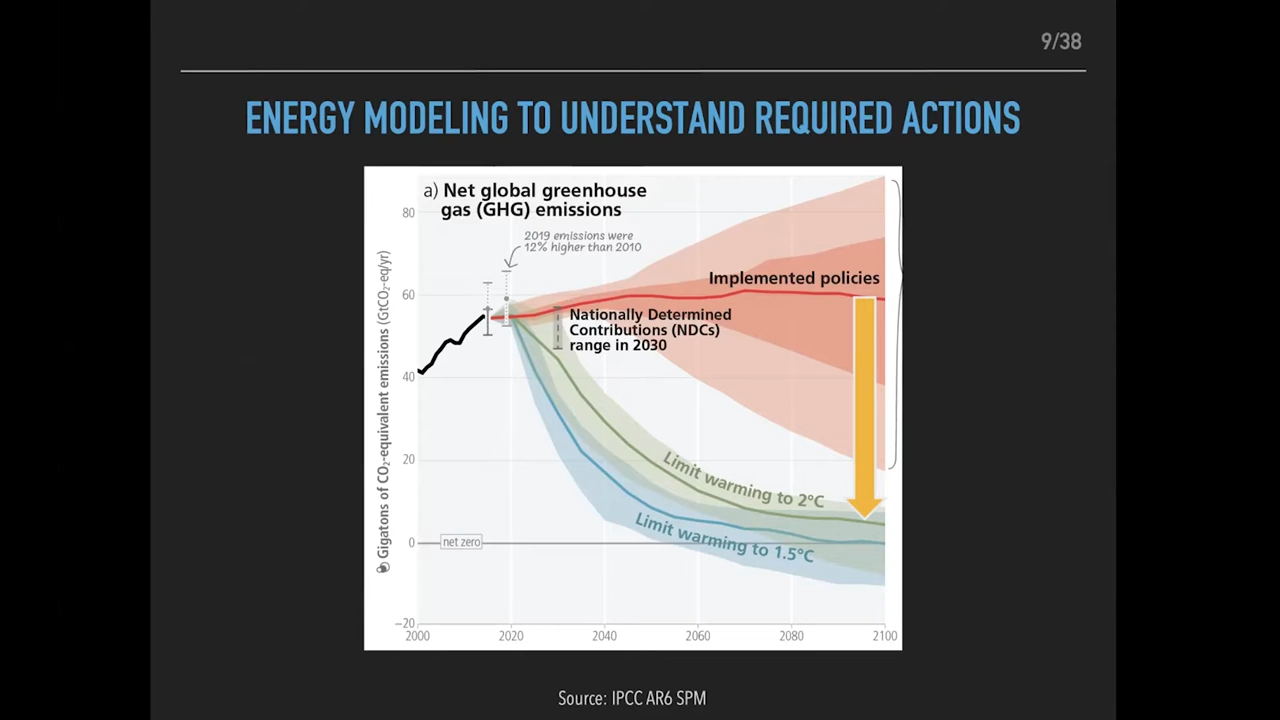 9/38
ENERGY MODELING TO UNDERSTAND REQUIRED ACTIONS
a) Net global greenhouse
gas (GHG) emissions
2019 emissions were
12% higher than 2010
Gigatons of CO₂-equivalent emissions (GtCO₂-eq/yr)
80
60
40
20
0
−20
Implemented policies
Nationally Determined
Contributions (NDCs)
range in 2030
Limit warming to 2°C
Limit warming to 1.5°C
net zero
2000 2020 2040 2060 2080 2100
Source: IPCC AR6 SPM